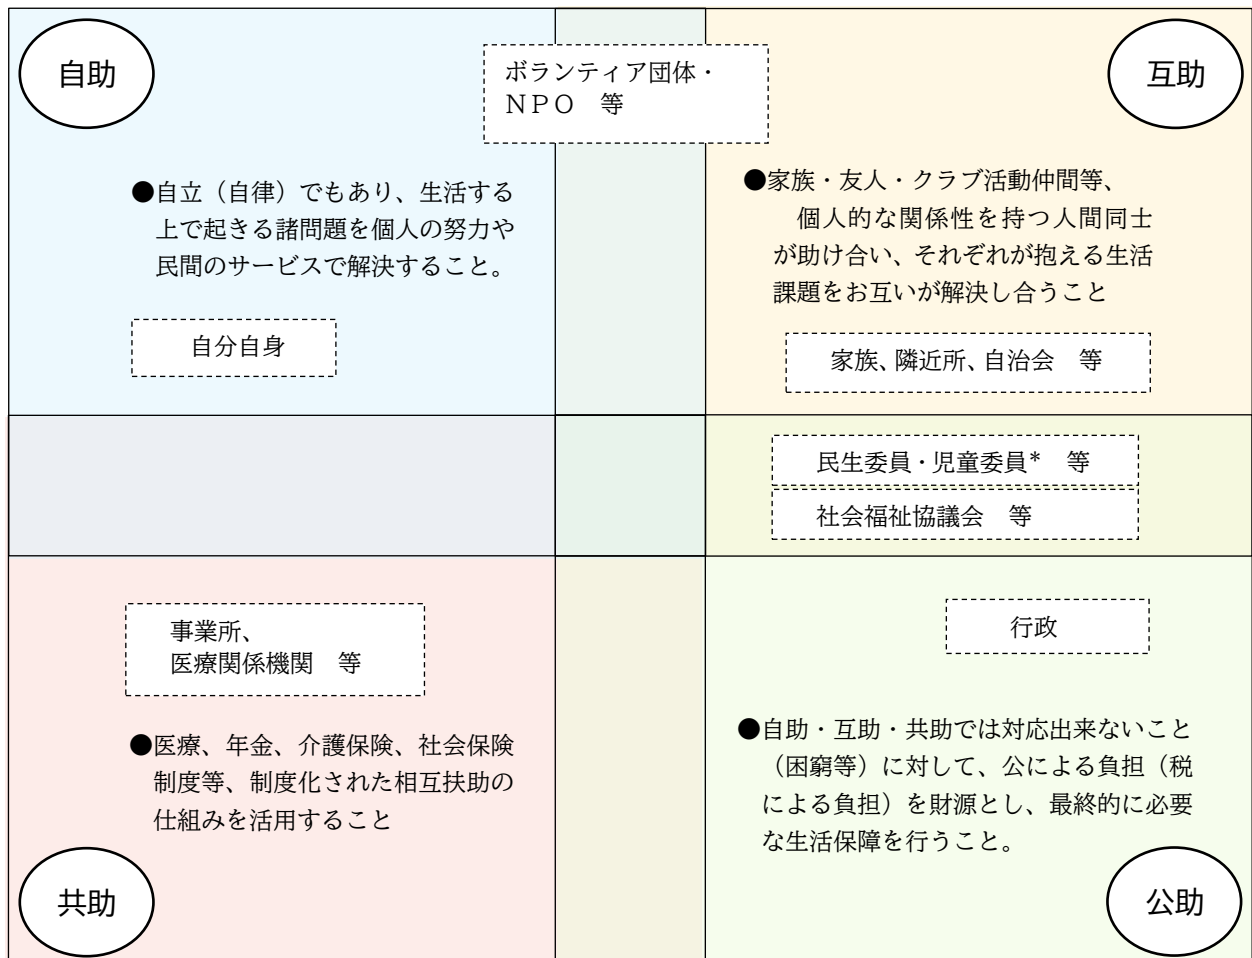 自助
ボランティア団体・
ＮＰＯ　等
互助
●自立（自律）でもあり、生活する
上で起きる諸問題を個人の努力や
民間のサービスで解決すること。
自分自身
●家族・友人・クラブ活動仲間等、
個人的な関係性を持つ人間同士
が助け合い、それぞれが抱える生活
課題をお互いが解決し合うこと
家族、隣近所、自治会　等
民生委員・児童委員*　等
社会福祉協議会　等
事業所、
医療関係機関　等
●医療、年金、介護保険、社会保険
制度等、制度化された相互扶助の
仕組みを活用すること
共助
行政
●自助・互助・共助では対応出来ないこと
（困窮等）に対して、公による負担（税
による負担）を財源とし、最終的に必要
な生活保障を行うこと。
公助